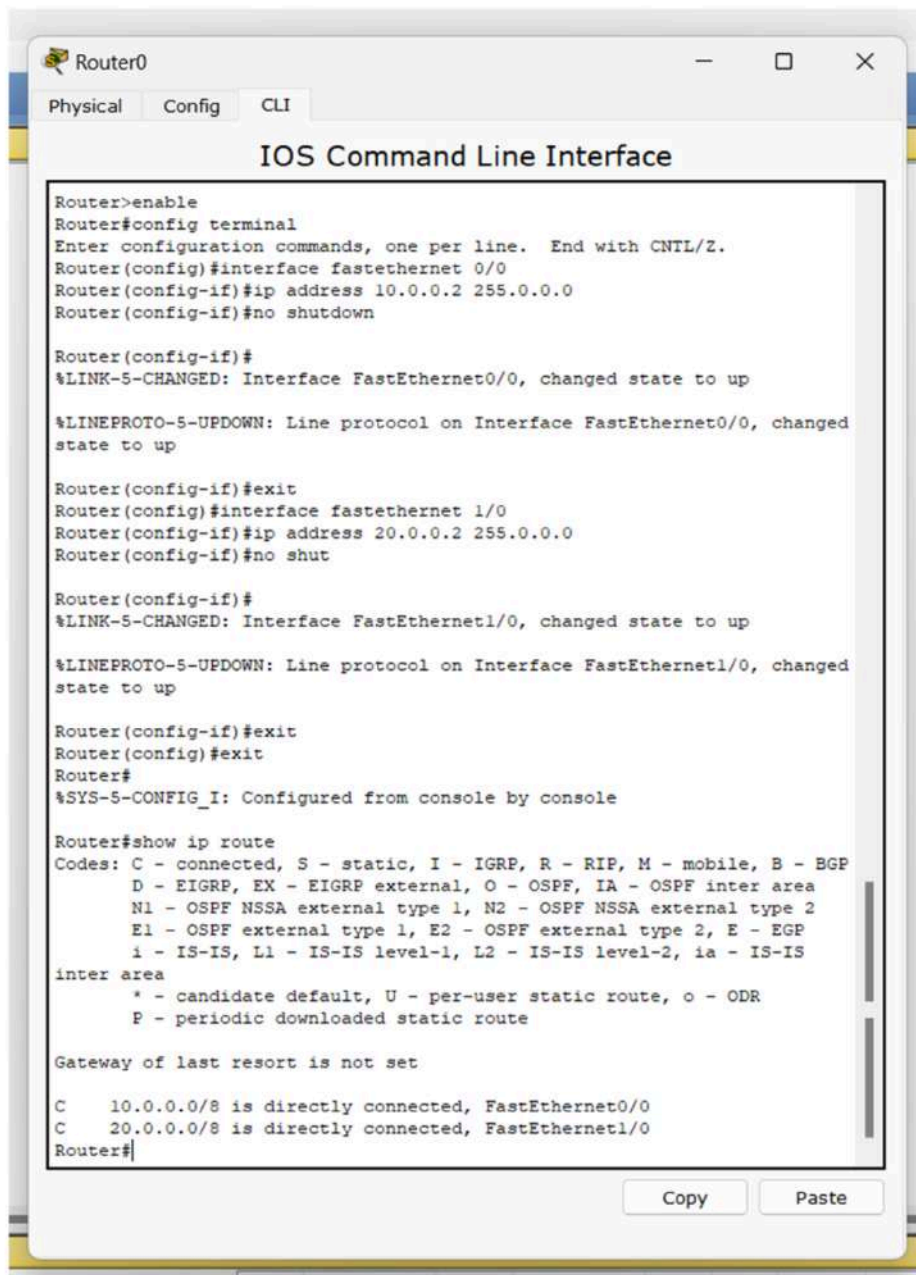 Router0
Physical Config CLI
IOS Command Line Interface
Router>enable
Router#config terminal
Enter configuration commands, one per line.  End with CNTL/Z.
Router(config)#interface fastethernet 0/0
Router(config-if)#ip address 10.0.0.2 255.0.0.0
Router(config-if)#no shutdown
Router(config-if)#
%LINK-5-CHANGED: Interface FastEthernet0/0, changed state to up
%LINEPROTO-5-UPDOWN: Line protocol on Interface FastEthernet0/0, changed
state to up
Router(config-if)#exit
Router(config)#interface fastethernet 1/0
Router(config-if)#ip address 20.0.0.2 255.0.0.0
Router(config-if)#no shut
Router(config-if)#
%LINK-5-CHANGED: Interface FastEthernet1/0, changed state to up
%LINEPROTO-5-UPDOWN: Line protocol on Interface FastEthernet1/0, changed
state to up
Router(config-if)#exit
Router(config)#exit
Router#
%SYS-5-CONFIG_I: Configured from console by console
Router#show ip route
Codes: C - connected, S - static, I - IGRP, R - RIP, M - mobile, B - BGP
D - EIGRP, EX - EIGRP external, O - OSPF, IA - OSPF inter area
N1 - OSPF NSSA external type 1, N2 - OSPF NSSA external type 2
E1 - OSPF external type 1, E2 - OSPF external type 2, E - EGP
i - IS-IS, L1 - IS-IS level-1, L2 - IS-IS level-2, ia - IS-IS
inter area
* - candidate default, U - per-user static route, o - ODR
P - periodic downloaded static route
Gateway of last resort is not set
C    10.0.0.0/8 is directly connected, FastEthernet0/0
C    20.0.0.0/8 is directly connected, FastEthernet1/0
Router#
Copy Paste